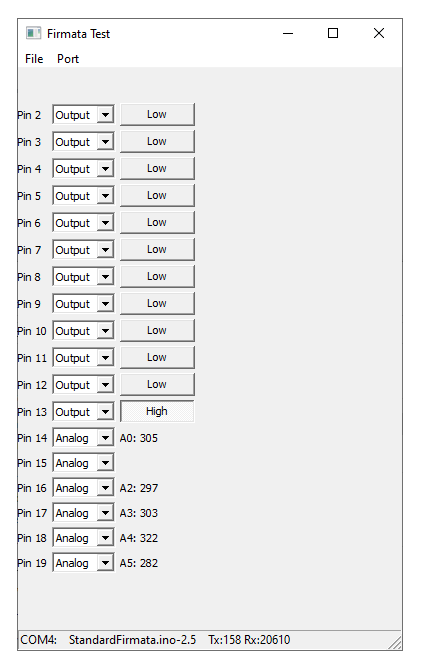 Firmata Test
File Port
Pin 2 Output Low
Pin 3 Output Low
Pin 4 Output Low
Pin 5 Output Low
Pin 6 Output Low
Pin 7 Output Low
Pin 8 Output Low
Pin 9 Output Low
Pin 10 Output Low
Pin 11 Output Low
Pin 12 Output Low
Pin 13 Output High
Pin 14 Analog A0: 305
Pin 15 Analog
Pin 16 Analog A2: 297
Pin 17 Analog A3: 303
Pin 18 Analog A4: 322
Pin 19 Analog A5: 282
COM4: StandardFirmata.ino-2.5 Tx:158 Rx:20610